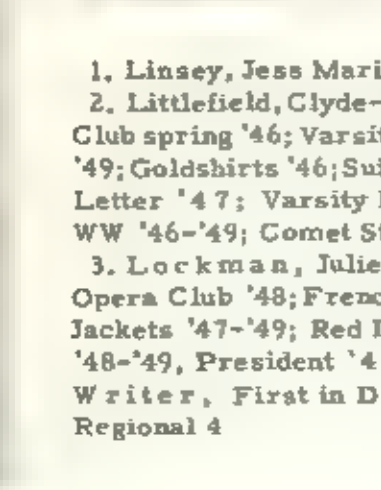 1. Linsey, Jess Mari
2. Littlefield, Clyde-
Club spring '46; Varsit
'49; Goldshirts '46; Sui
Letter '47; Varsity
WW '46-'49; Comet St
3. Lockman, Julie
Opera Club '48; Frenc
Jackets '47-'49; Red
'48-'49, President '4
Writer, First in D
Regional 4